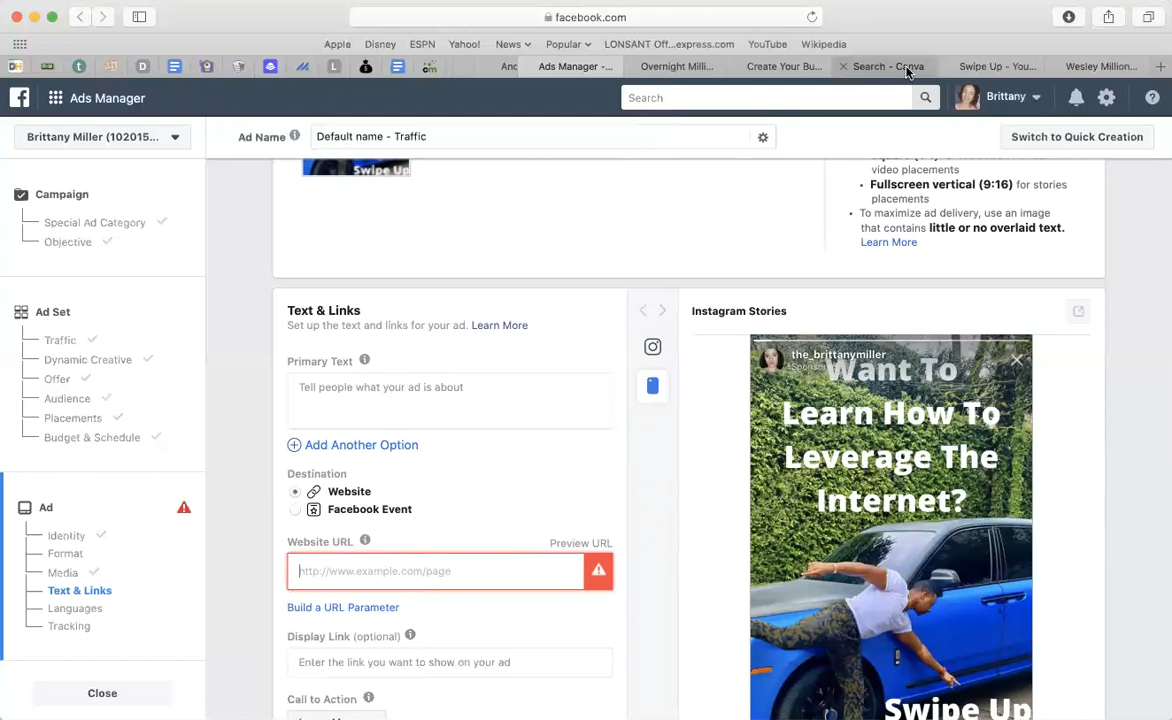 facebook.com
Apple Disney ESPN Yahoo! News Popular LONSANT Off...express.com YouTube Wikipedia
Anc Ads Manager -... Overnight Milli... Create Your Bu... Search - Canva Swipe Up - You... Wesley Million...
Ads Manager Search Brittany
Brittany Miller (102015... Ad Name Default name - Traffic Switch to Quick Creation
Swipe Up
video placements
Fullscreen vertical (9:16) for stories
placements
To maximize ad delivery, use an image
that contains little or no overlaid text.
Learn More
Campaign
Special Ad Category
Objective
Ad Set
Traffic
Dynamic Creative
Offer
Audience
Placements
Budget & Schedule
Ad
Identity
Format
Media
Text & Links
Languages
Tracking
Close
Text & Links
Set up the text and links for your ad. Learn More
Primary Text
Tell people what your ad is about
Add Another Option
Destination
Website
Facebook Event
Website URL Preview URL
http://www.example.com/page
Build a URL Parameter
Display Link (optional)
Enter the link you want to show on your ad
Call to Action
Instagram Stories
the_brittanymiller
Sponsored
Want To
Learn How To
Leverage The
Internet?
Swipe Up